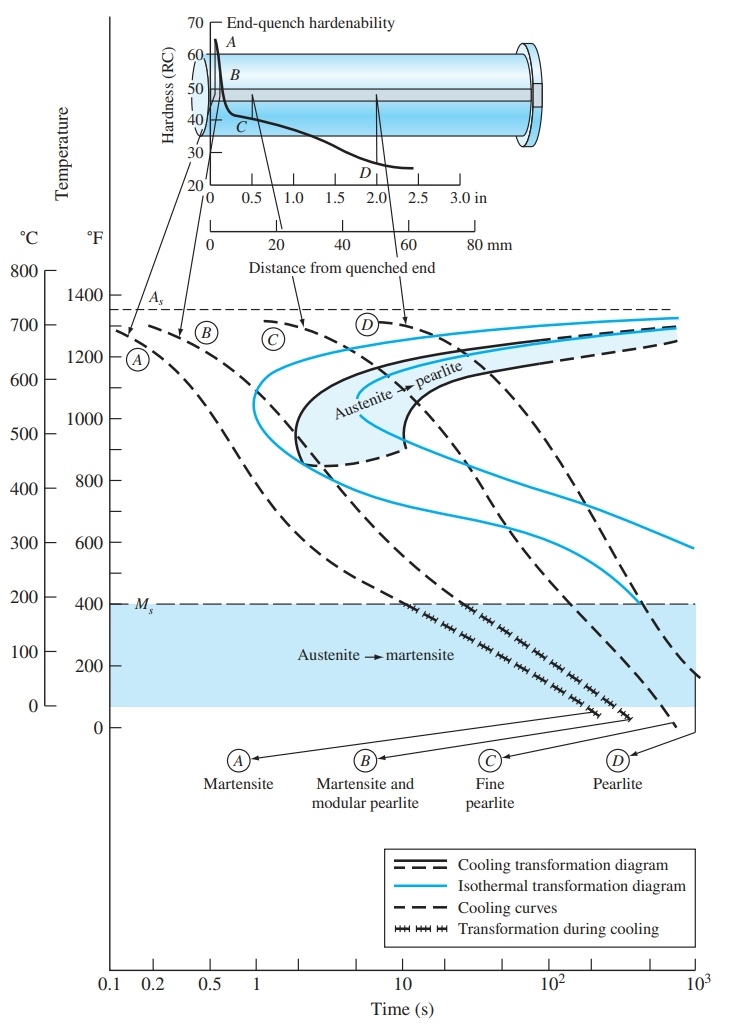 70
End-quench hardenability
A
60
B
50
40
C
30
D
20
Hardness (RC)
0 0.5 1.0 1.5 2.0 2.5 3.0 in
0 20 40 60 80 mm
Distance from quenched end
Temperature
°C °F
800
1400
As
700
A B C D
1200
600
Austenite → pearlite
1000
500
800
400
300 600
200 400
Ms
Austenite → martensite
100
200
0
0
A B C D
Martensite Martensite and Fine Pearlite
modular pearlite pearlite
Cooling transformation diagram
Isothermal transformation diagram
Cooling curves
Transformation during cooling
0.1 0.2 0.5 1 10 10² 10³
Time (s)